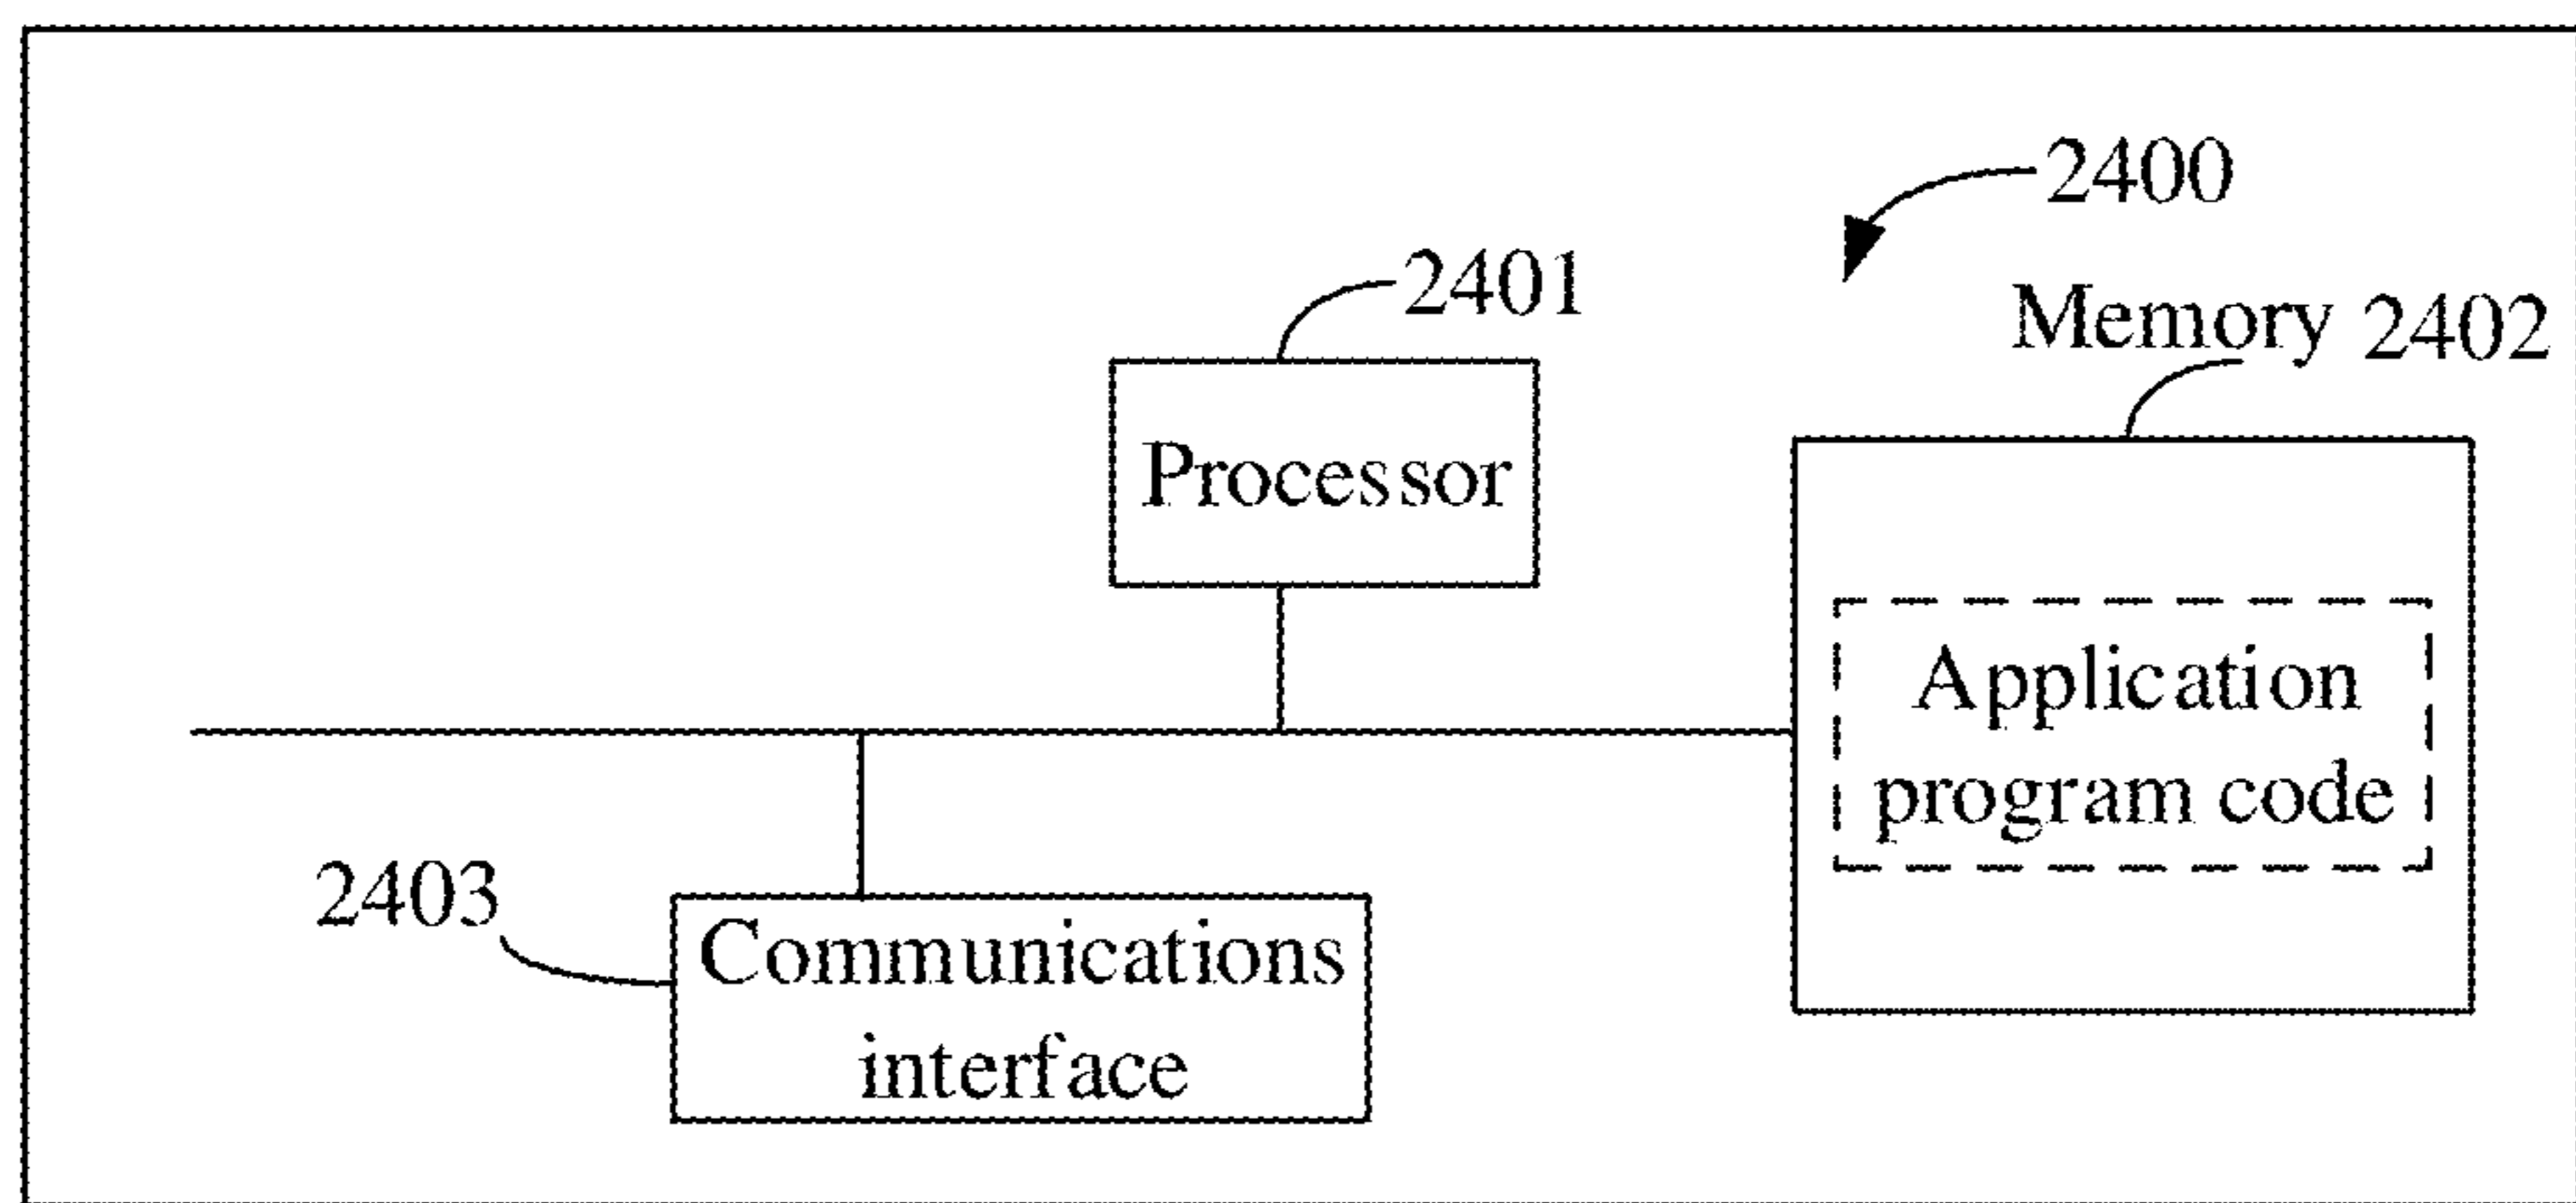 2400
2401
Memory 2402
Processor
Application
program code
2403
Communications
interface